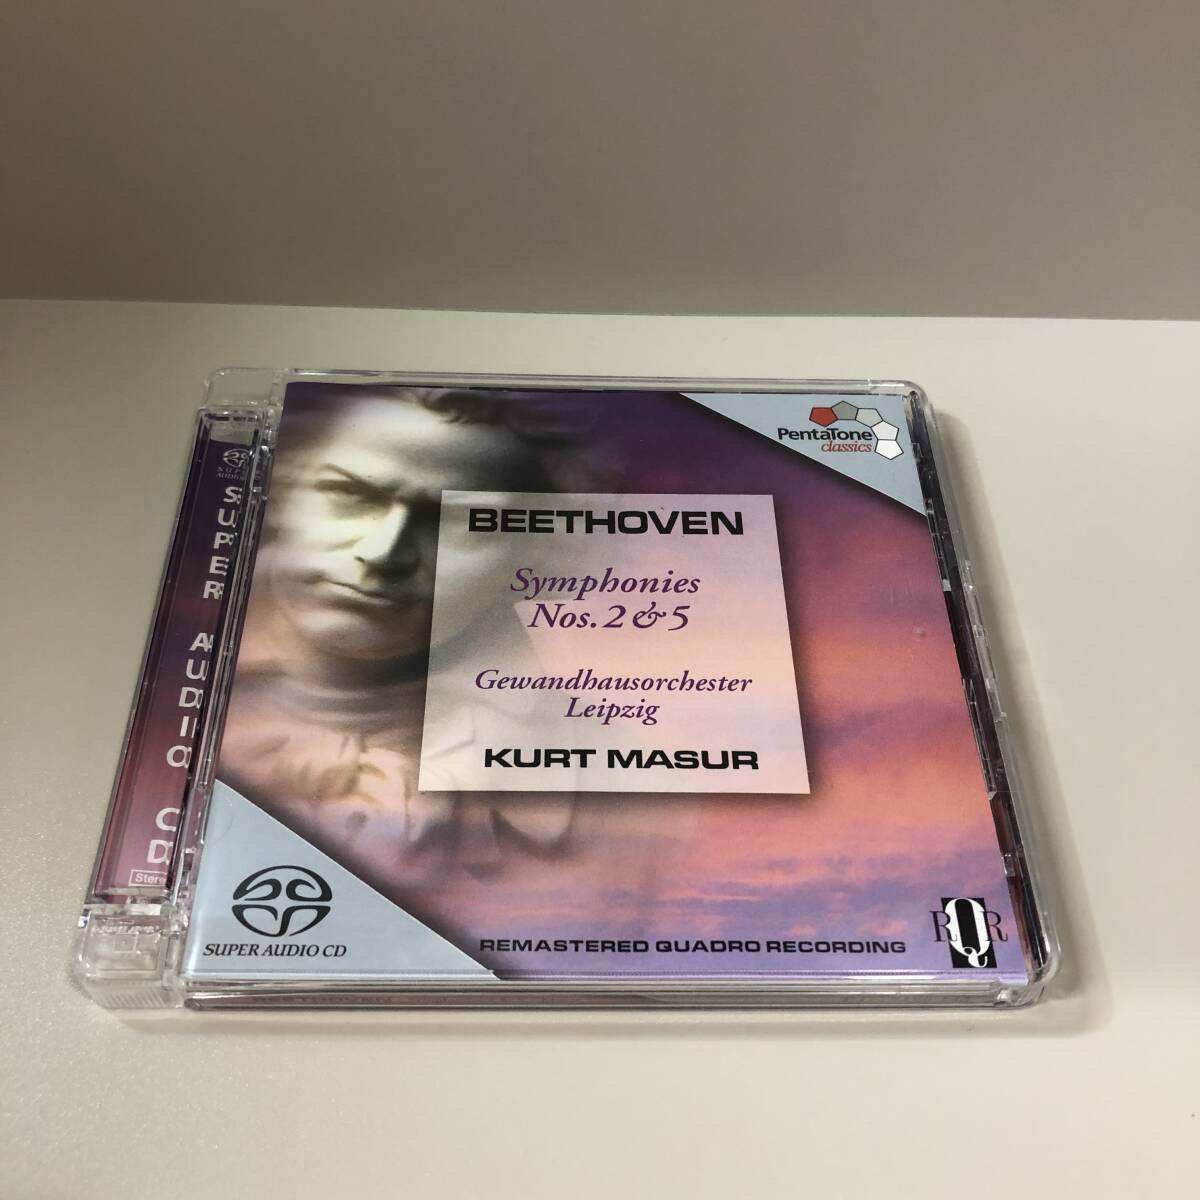 PentaTone
classics
BEETHOVEN
Symphonies
Nos. 2 & 5
Gewandhausorchester
Leipzig
KURT MASUR
SUPER AUDIO CD
SUPER AUDIO CD
REMASTERED QUADRO RECORDING
RQR